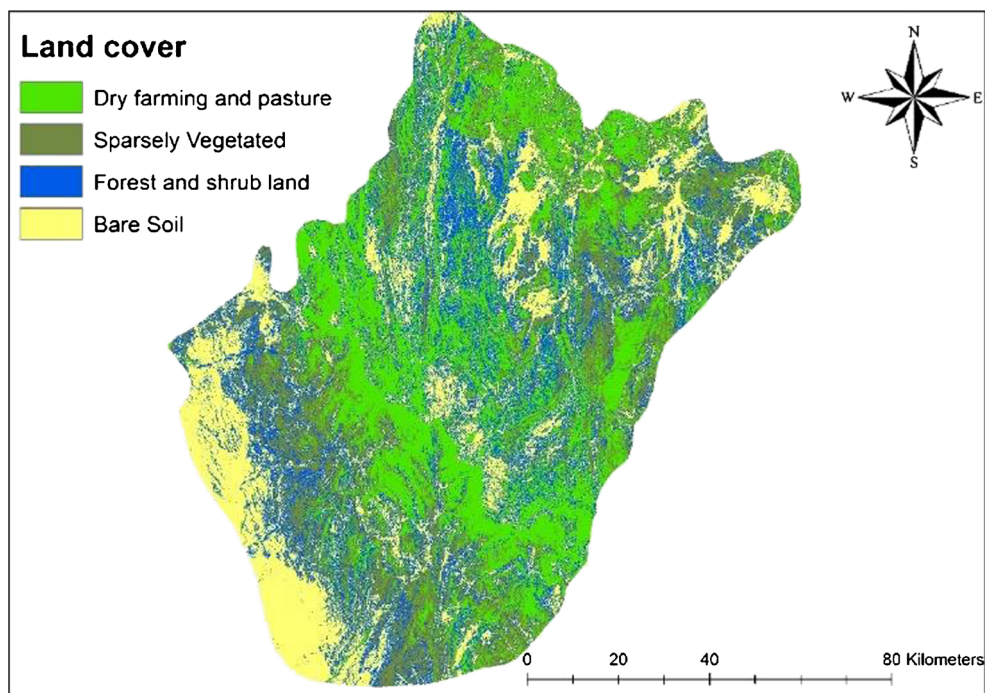 Land cover
Dry farming and pasture
Sparsely Vegetated
Forest and shrub land
Bare Soil
N
W E
S
0 20 40 80 Kilometers